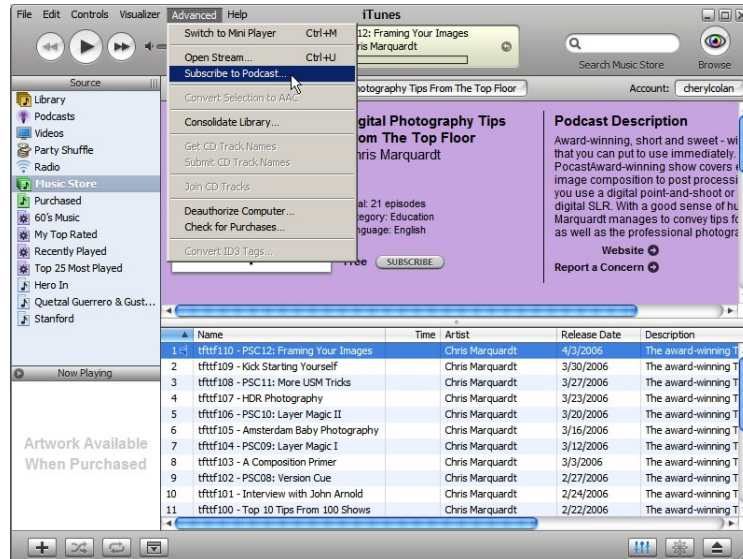 File Edit Controls Visualizer Advanced Help
iTunes
Switch to Mini Player Ctrl+M
Open Stream... Ctrl+U
Subscribe to Podcast...
Convert Selection to AAC
Consolidate Library...
Get CD Track Names
Submit CD Track Names
Join CD Tracks
Deauthorize Computer...
Check for Purchases...
Convert ID3 Tags...
12: Framing Your Images
ris Marquardt
Search Music Store
Browse
Source
Library
Podcasts
Videos
Party Shuffle
Radio
Music Store
Purchased
60's Music
My Top Rated
Recently Played
Top 25 Most Played
Hero In
Quetzal Guerrero & Gust...
Stanford
Now Playing
Artwork Available
When Purchased
otography Tips From The Top Floor
Account: cherylcolan
igital Photography Tips
om The Top Floor
hris Marquardt
al: 21 episodes
egory: Education
nguage: English
Free SUBSCRIBE
Podcast Description
Award-winning, short and sweet - wi
that you can put to use immediately.
PocastAward-winning show covers e
image composition to post processi
you use a digital point-and-shoot or
digital SLR. With a good sense of hu
Marquardt manages to convey tips fo
as well as the professional photogra
Website
Report a Concern
Name Time Artist Release Date Description
1 tfttf110 - PSC12: Framing Your Images Chris Marquardt 4/3/2006 The award-winning T
2 tfttf109 - Kick Starting Yourself Chris Marquardt 3/30/2006 The award-winning T
3 tfttf108 - PSC11: More USM Tricks Chris Marquardt 3/27/2006 The award-winning T
4 tfttf107 - HDR Photography Chris Marquardt 3/23/2006 The award-winning T
5 tfttf106 - PSC10: Layer Magic II Chris Marquardt 3/20/2006 The award-winning T
6 tfttf105 - Amsterdam Baby Photography Chris Marquardt 3/16/2006 The award-winning T
7 tfttf104 - PSC09: Layer Magic I Chris Marquardt 3/12/2006 The award-winning T
8 tfttf103 - A Composition Primer Chris Marquardt 3/3/2006 The award-winning T
9 tfttf102 - PSC08: Version Cue Chris Marquardt 2/27/2006 The award-winning T
10 tfttf101 - Interview with John Arnold Chris Marquardt 2/24/2006 The award-winning T
11 tfttf100 - Top 10 Tips From 100 Shows Chris Marquardt 2/22/2006 The award-winning T